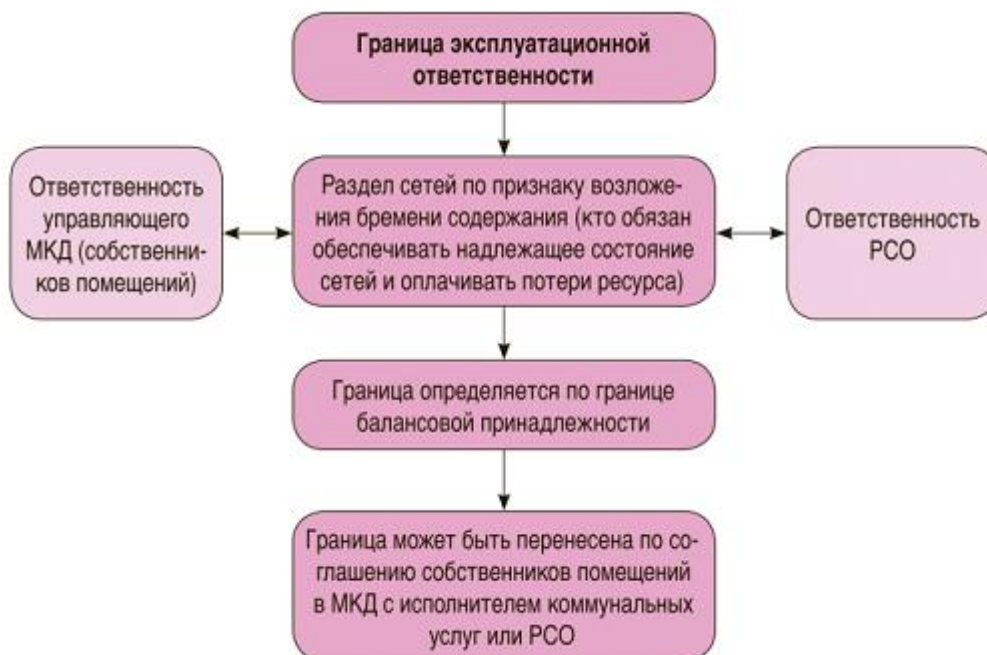 Граница эксплуатационной
ответственности
Ответственность
управляющего
МКД (собственни-
ков помещений)
Раздел сетей по признаку возложе-
ния бремени содержания (кто обязан
обеспечивать надлежащее состояние
сетей и оплачивать потери ресурса)
Ответственность
РСО
Граница определяется по границе
балансовой принадлежности
Граница может быть перенесена по со-
глашению собственников помещений
в МКД с исполнителем коммунальных
услуг или РСО